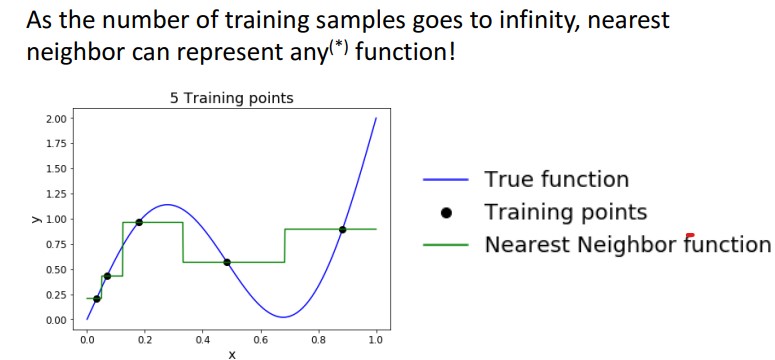 As the number of training samples goes to infinity, nearest
neighbor can represent any(*) function!
5 Training points
2.00
1.75
1.50
1.25
1.00
0.75
0.50
0.25
0.00
y
0.0 0.2 0.4 0.6 0.8 1.0
x
True function
Training points
Nearest Neighbor function